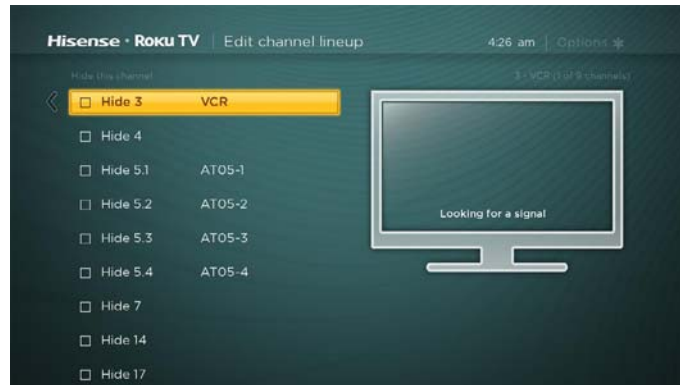 Hisense • Roku TV | Edit channel lineup 4:26 am | Options ✱
Hide this channel 3 • VCR (1 of 9 channels)
Hide 3 VCR
Hide 4
Hide 5.1 AT05-1
Hide 5.2 AT05-2
Looking for a signal
Hide 5.3 AT05-3
Hide 5.4 AT05-4
Hide 7
Hide 14
Hide 17